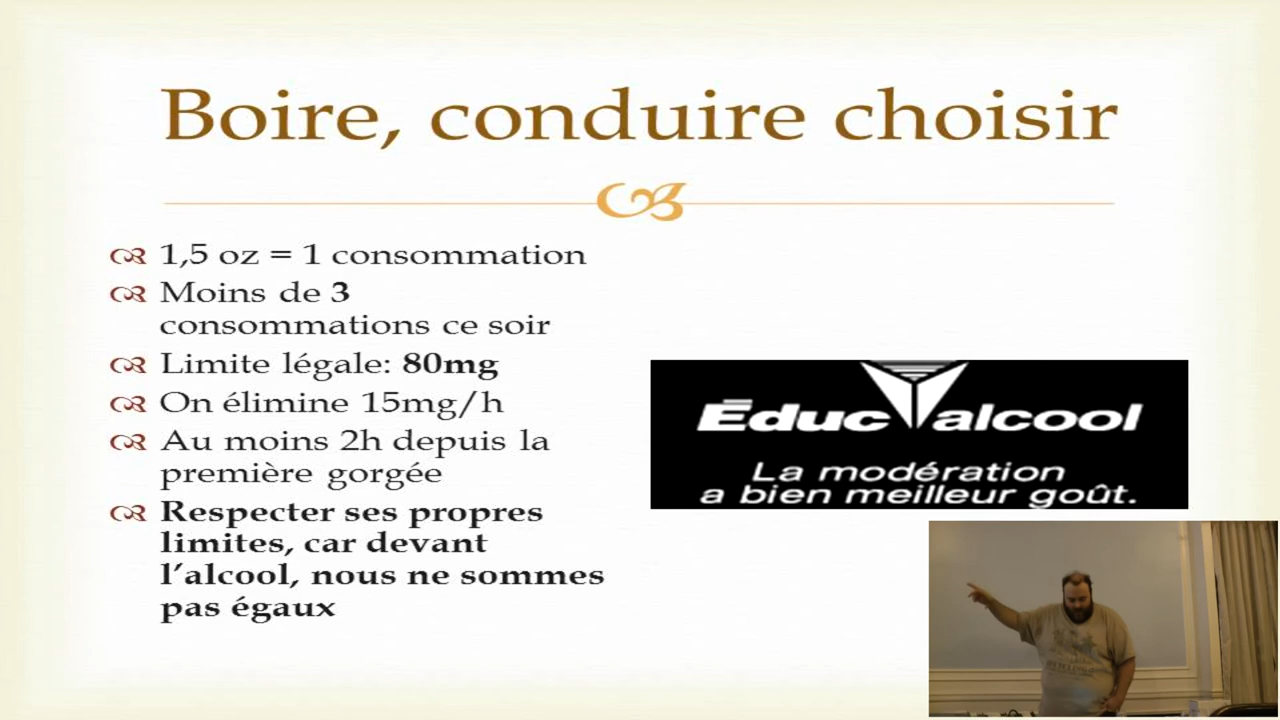 Boire, conduire choisir
1,5 oz = 1 consommation
Moins de 3
consommations ce soir
Limite légale: 80mg
On élimine 15mg/h
Au moins 2h depuis la
première gorgée
Respecter ses propres
limites, car devant
l’alcool, nous ne sommes
pas égaux
Éduc alcool
La modération
a bien meilleur goût.